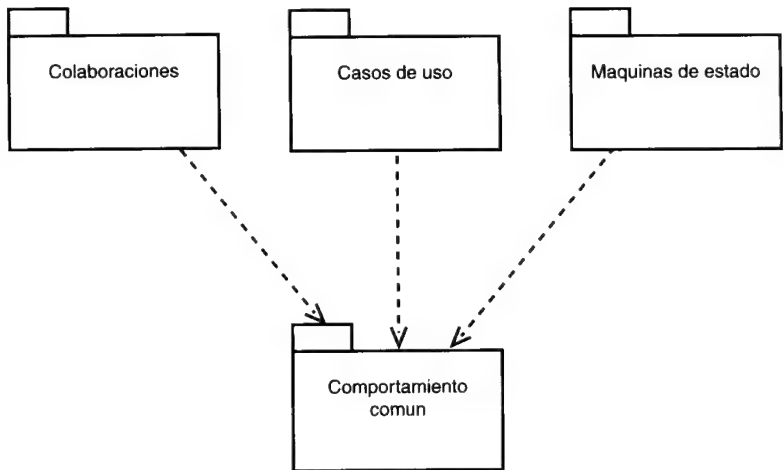 Colaboraciones
Casos de uso
Maquinas de estado
Comportamiento
comun